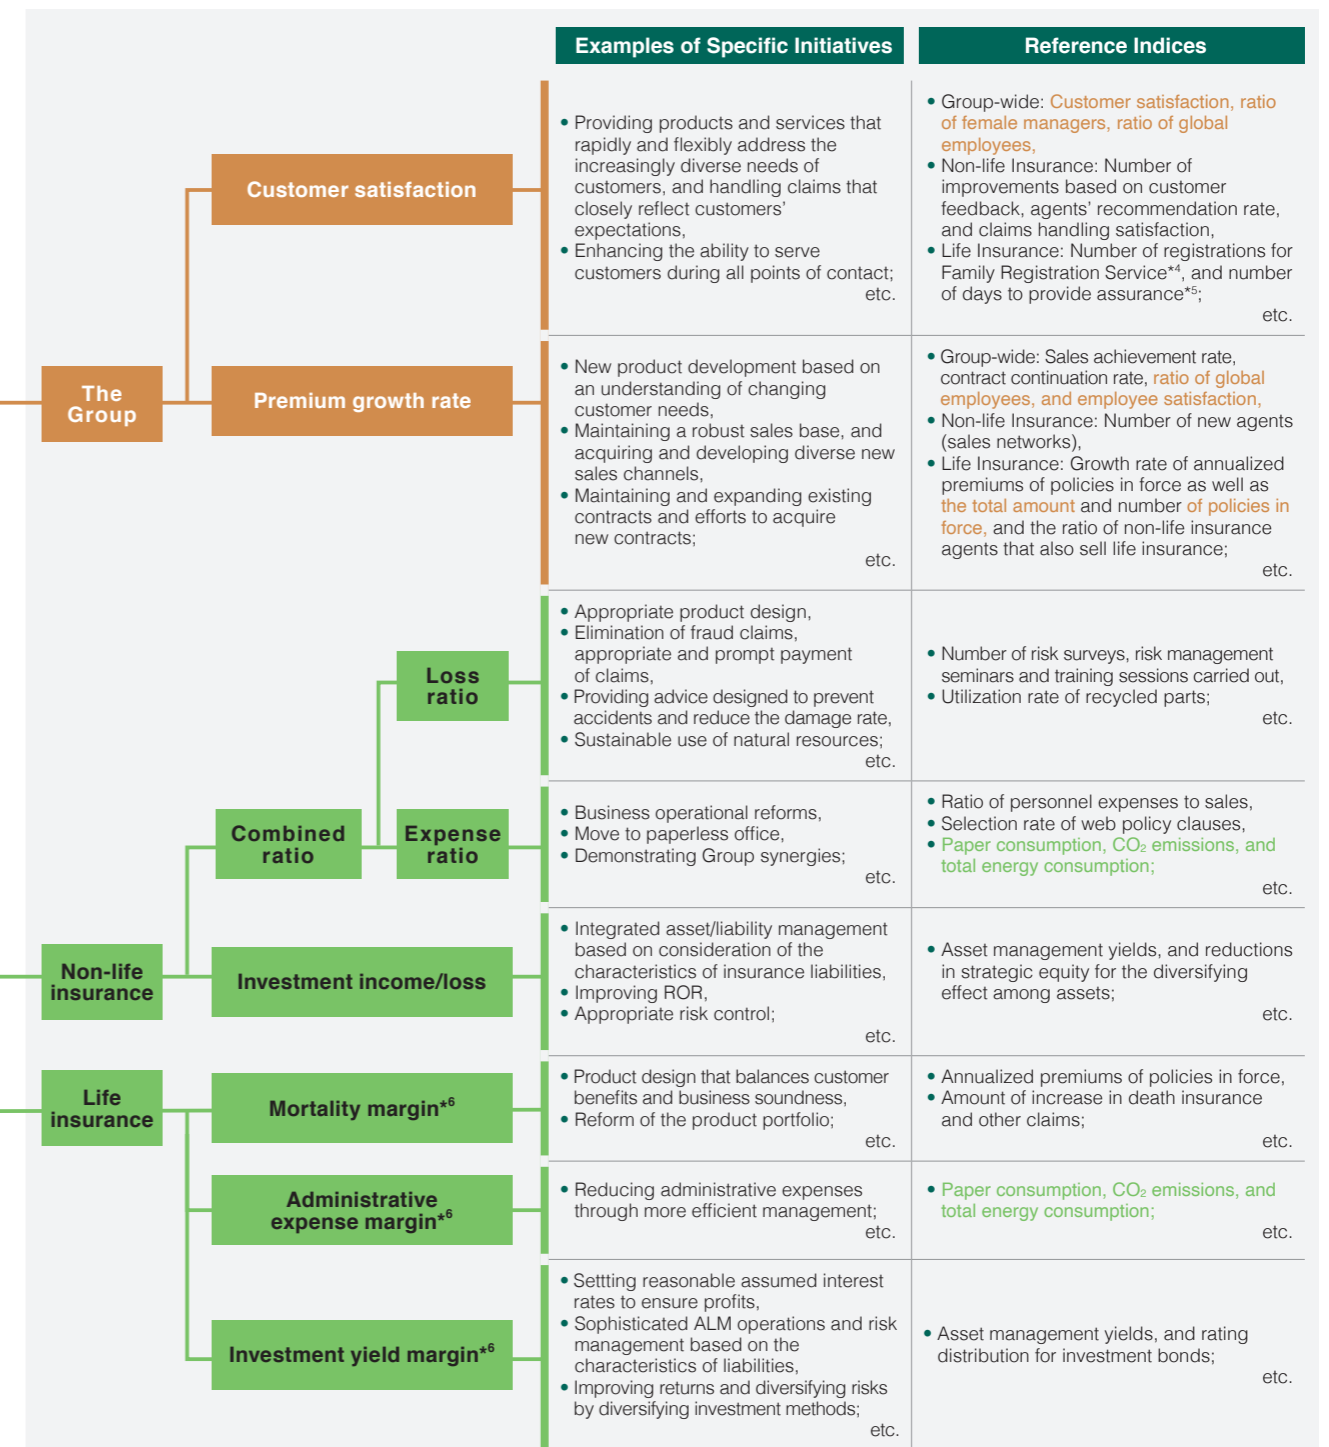 Examples of Specific Initiatives
Reference Indices
Customer satisfaction
• Providing products and services that
rapidly and flexibly address the
increasingly diverse needs of
customers, and handling claims that
closely reflect customers'
expectations,
• Enhancing the ability to serve
customers during all points of contact;
etc.
• Group-wide: Customer satisfaction, ratio
of female managers, ratio of global
employees,
• Non-life Insurance: Number of
improvements based on customer
feedback, agents' recommendation rate,
and claims handling satisfaction,
• Life Insurance: Number of registrations for
Family Registration Service*4, and number
of days to provide assurance*5;
etc.
The
Group
Premium growth rate
• New product development based on
an understanding of changing
customer needs,
• Maintaining a robust sales base, and
acquiring and developing diverse new
sales channels,
• Maintaining and expanding existing
contracts and efforts to acquire
new contracts;
etc.
• Group-wide: Sales achievement rate,
contract continuation rate, ratio of global
employees, and employee satisfaction,
• Non-life Insurance: Number of new agents
(sales networks),
• Life Insurance: Growth rate of annualized
premiums of policies in force as well as
the total amount and number of policies in
force, and the ratio of non-life insurance
agents that also sell life insurance;
etc.
Loss
ratio
• Appropriate product design,
• Elimination of fraud claims,
appropriate and prompt payment
of claims,
• Providing advice designed to prevent
accidents and reduce the damage rate,
• Sustainable use of natural resources;
etc.
• Number of risk surveys, risk management
seminars and training sessions carried out,
• Utilization rate of recycled parts;
etc.
Combined
ratio
Expense
ratio
• Business operational reforms,
• Move to paperless office,
• Demonstrating Group synergies;
etc.
• Ratio of personnel expenses to sales,
• Selection rate of web policy clauses,
• Paper consumption, CO2 emissions, and
total energy consumption;
etc.
Non-life
insurance
Investment income/loss
• Integrated asset/liability management
based on consideration of the
characteristics of insurance liabilities,
• Improving ROR,
• Appropriate risk control;
etc.
• Asset management yields, and reductions
in strategic equity for the diversifying
effect among assets;
etc.
Life
insurance
Mortality margin*6
• Product design that balances customer
benefits and business soundness,
• Reform of the product portfolio;
etc.
• Annualized premiums of policies in force,
• Amount of increase in death insurance
and other claims;
etc.
Administrative
expense margin*6
• Reducing administrative expenses
through more efficient management;
etc.
• Paper consumption, CO2 emissions, and
total energy consumption;
etc.
Investment yield margin*6
• Settting reasonable assumed interest
rates to ensure profits,
• Sophisticated ALM operations and risk
management based on the
characteristics of liabilities,
• Improving returns and diversifying risks
by diversifying investment methods;
etc.
• Asset management yields, and rating
distribution for investment bonds;
etc.